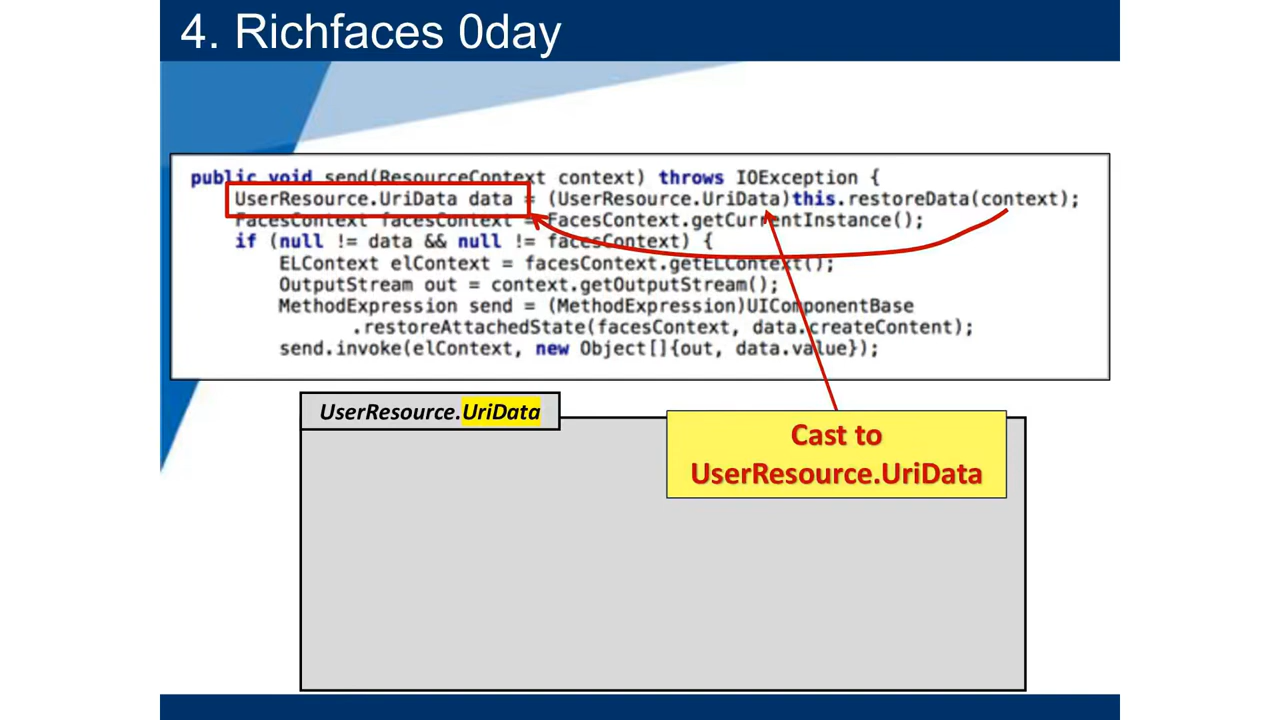 4. Richfaces 0day
public void send(ResourceContext context) throws IOException {
UserResource.UriData data = (UserResource.UriData)this.restoreData(context);
FacesContext facesContext = FacesContext.getCurrentInstance();
if (null != data && null != facesContext) {
ELContext elContext = facesContext.getELContext();
OutputStream out = context.getOutputStream();
MethodExpression send = (MethodExpression)UIComponentBase
.restoreAttachedState(facesContext, data.createContent);
send.invoke(elContext, new Object[]{out, data.value});
UserResource.UriData
Cast to
UserResource.UriData